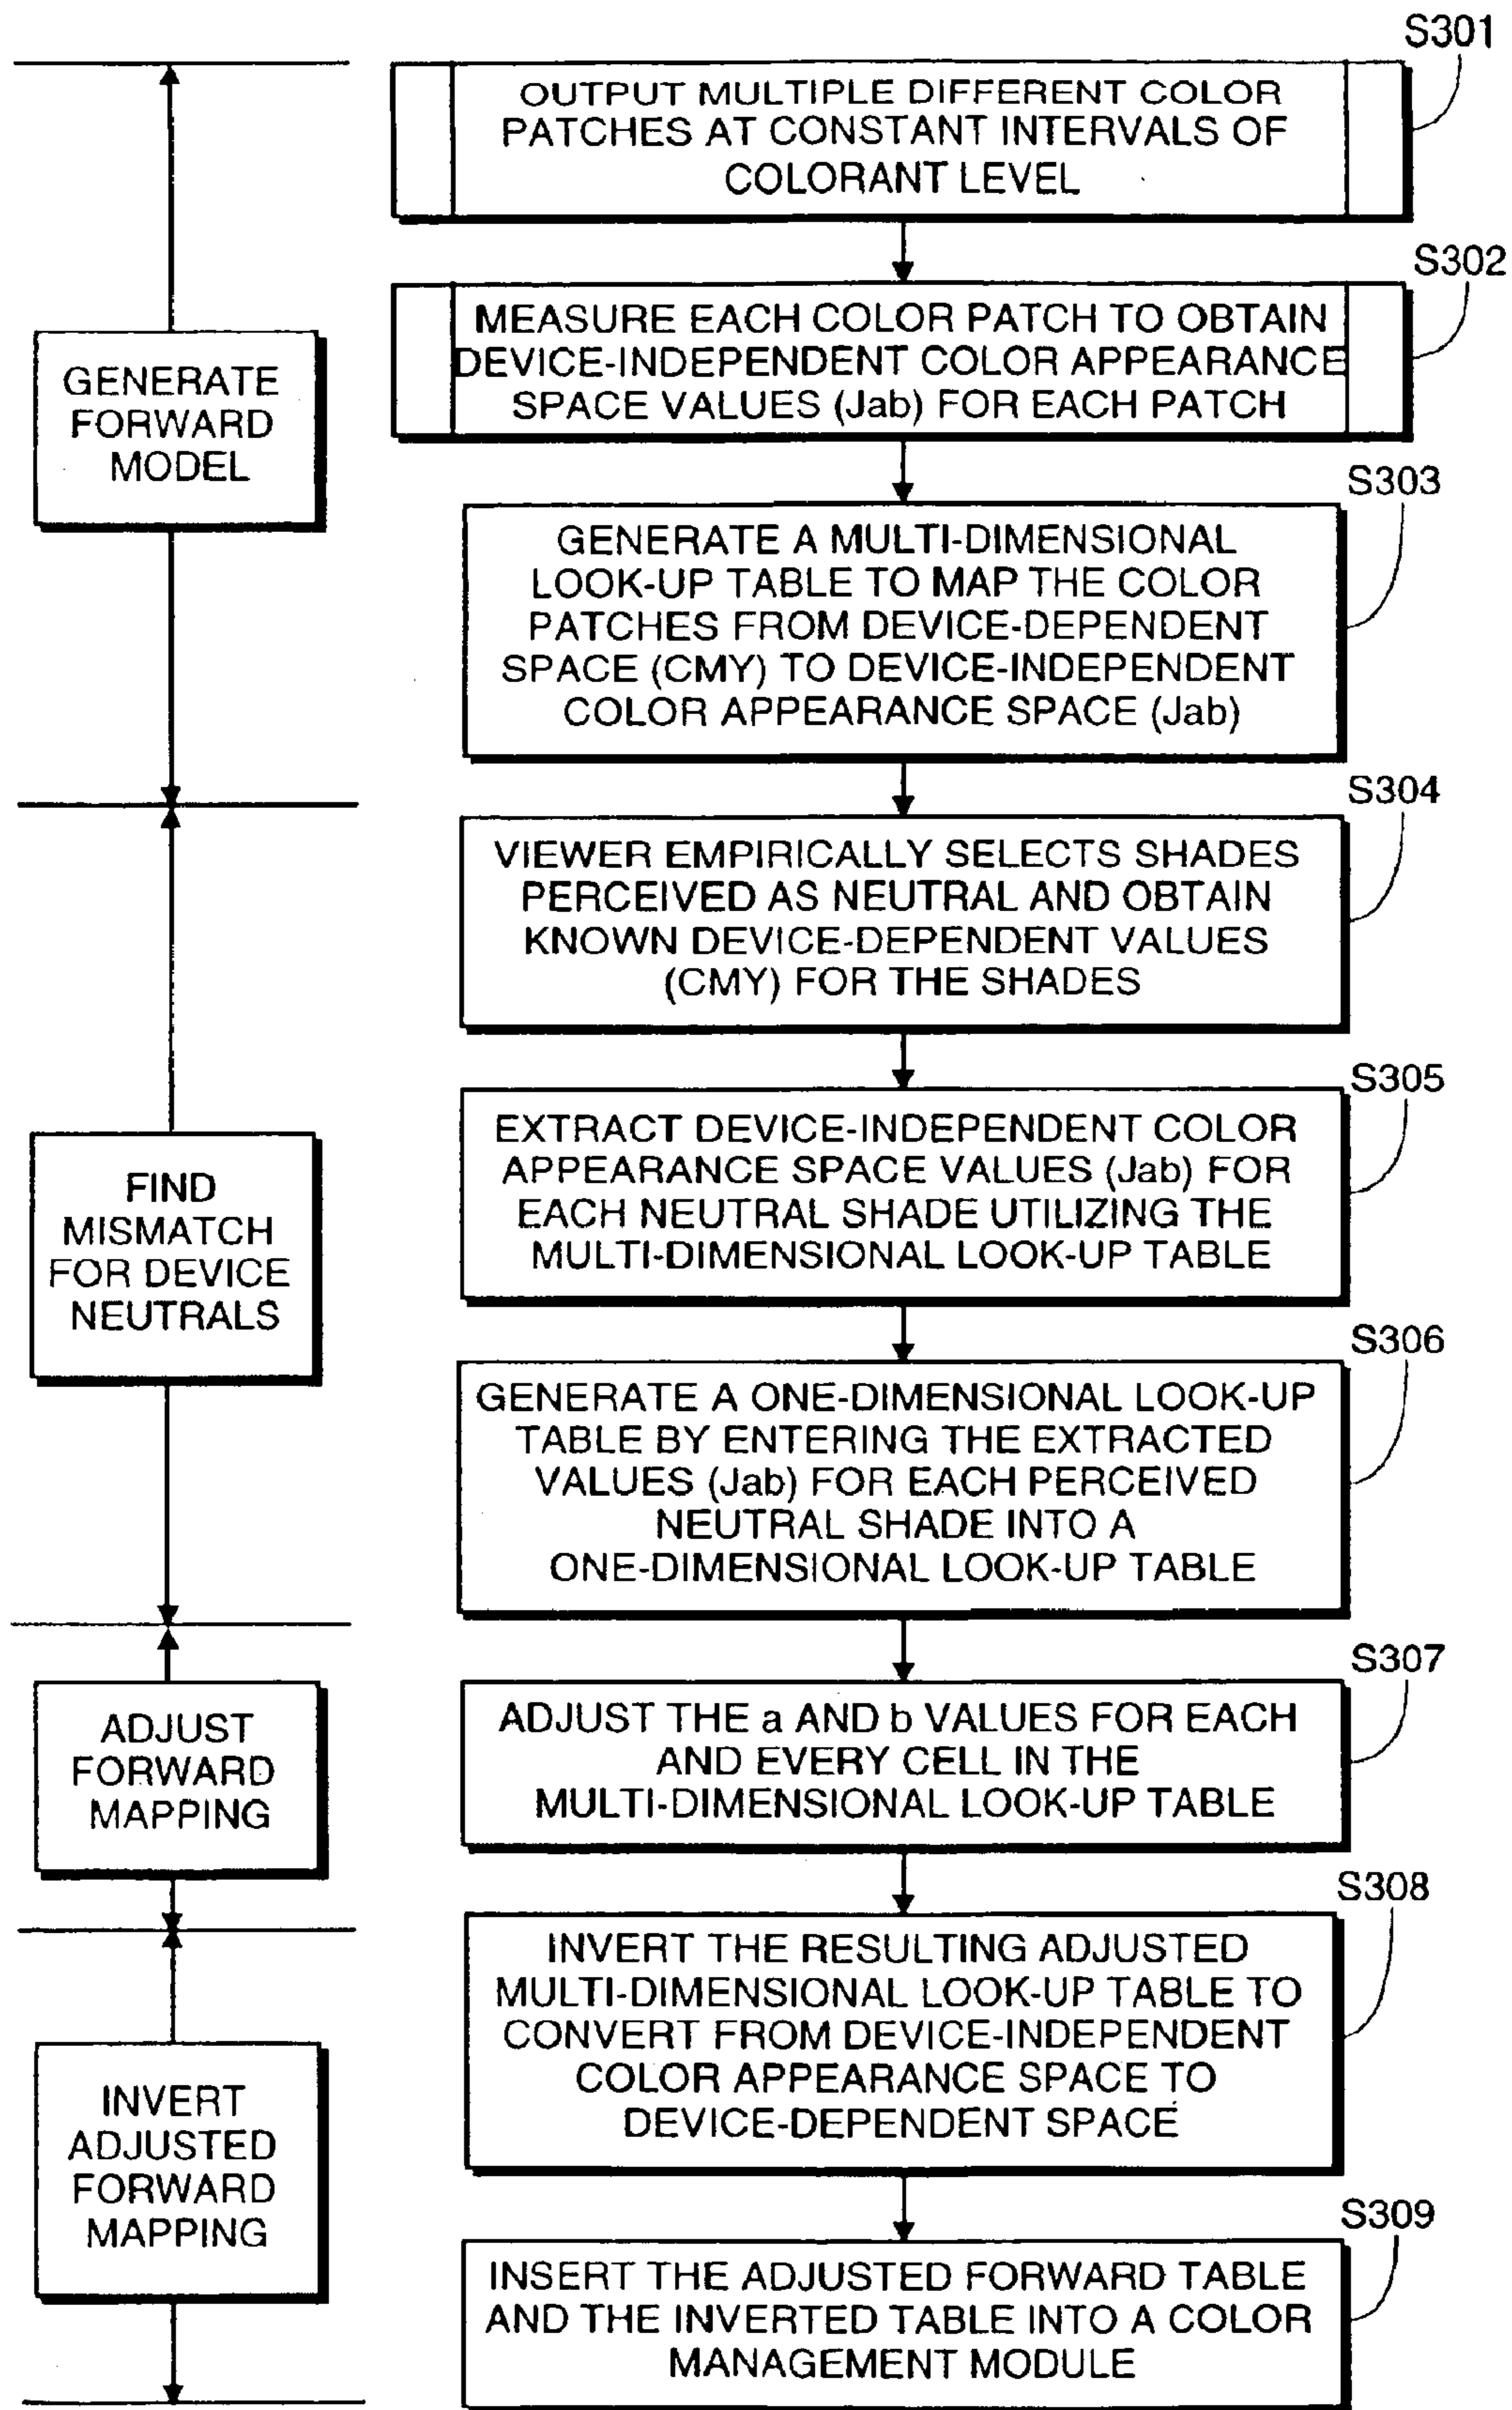 S301
OUTPUT MULTIPLE DIFFERENT COLOR
PATCHES AT CONSTANT INTERVALS OF
COLORANT LEVEL
S302
MEASURE EACH COLOR PATCH TO OBTAIN
DEVICE-INDEPENDENT COLOR APPEARANCE
SPACE VALUES (Jab) FOR EACH PATCH
GENERATE
FORWARD
MODEL
S303
GENERATE A MULTI-DIMENSIONAL
LOOK-UP TABLE TO MAP THE COLOR
PATCHES FROM DEVICE-DEPENDENT
SPACE (CMY) TO DEVICE-INDEPENDENT
COLOR APPEARANCE SPACE (Jab)
S304
VIEWER EMPIRICALLY SELECTS SHADES
PERCEIVED AS NEUTRAL AND OBTAIN
KNOWN DEVICE-DEPENDENT VALUES
(CMY) FOR THE SHADES
FIND
MISMATCH
FOR DEVICE
NEUTRALS
S305
EXTRACT DEVICE-INDEPENDENT COLOR
APPEARANCE SPACE VALUES (Jab) FOR
EACH NEUTRAL SHADE UTILIZING THE
MULTI-DIMENSIONAL LOOK-UP TABLE
S306
GENERATE A ONE-DIMENSIONAL LOOK-UP
TABLE BY ENTERING THE EXTRACTED
VALUES (Jab) FOR EACH PERCEIVED
NEUTRAL SHADE INTO A
ONE-DIMENSIONAL LOOK-UP TABLE
ADJUST
FORWARD
MAPPING
S307
ADJUST THE a AND b VALUES FOR EACH
AND EVERY CELL IN THE
MULTI-DIMENSIONAL LOOK-UP TABLE
S308
INVERT THE RESULTING ADJUSTED
MULTI-DIMENSIONAL LOOK-UP TABLE TO
CONVERT FROM DEVICE-INDEPENDENT
COLOR APPEARANCE SPACE TO
DEVICE-DEPENDENT SPACE
INVERT
ADJUSTED
FORWARD
MAPPING
S309
INSERT THE ADJUSTED FORWARD TABLE
AND THE INVERTED TABLE INTO A COLOR
MANAGEMENT MODULE